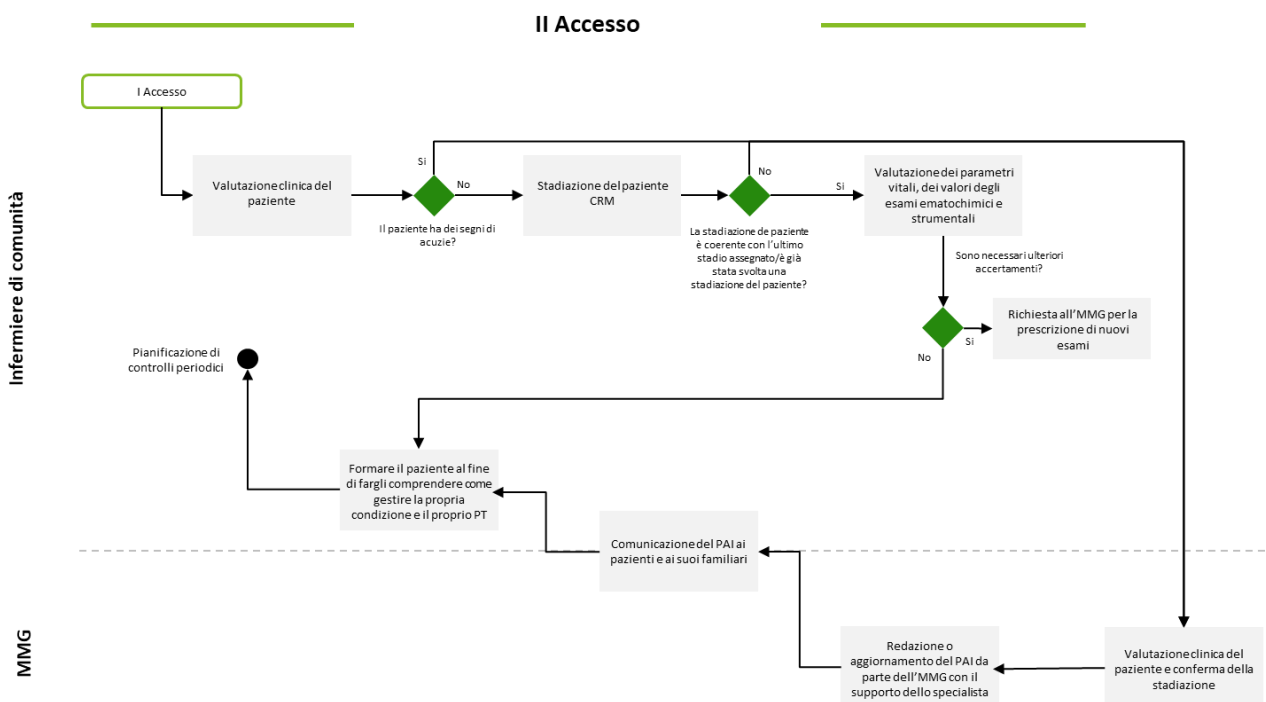 II Accesso
I Accesso
Infermiere di comunità
Valutazione clinica del
paziente
Si
No
Il paziente ha dei segni di
acuzie?
Stadiazione del paziente
CRM
No
Si
La stadiazione de paziente
è coerente con l'ultimo
stadio assegnato/è già
stata svolta una
stadiazione del paziente?
Valutazione dei parametri
vitali, dei valori degli
esami ematochimici e
strumentali
Sono necessari ulteriori
accertamenti?
Si
No
Richiesta all'MMG per la
prescrizione di nuovi
esami
Pianificazione di
controlli periodici
Formare il paziente al fine
di fargli comprendere come
gestire la propria
condizione e il proprio PT
Comunicazione del PAI ai
pazienti e ai suoi familiari
MMG
Redazione o
aggiornamento del PAI da
parte dell'MMG con il
supporto dello specialista
Valutazione clinica del
paziente e conferma della
stadiazione